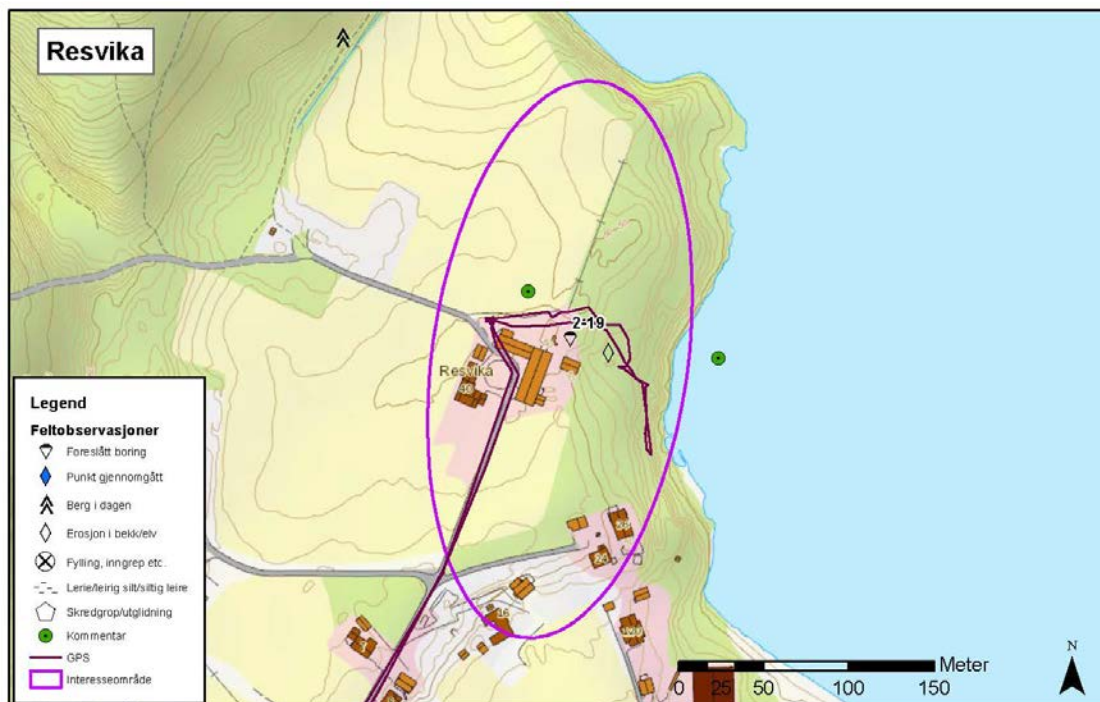 Resvika
2-19
Resvika
Legend
Feltobservasjoner
Foreslått boring
Punkt gjennomgått
Berg i dagen
Erosjon i bekk/elv
Fylling, inngrep etc.
Lerie/leirig silt/siltig leire
Skredgrop/utglidning
Kommentar
GPS
Interesseområde
Meter
0 25 50 100 150
N